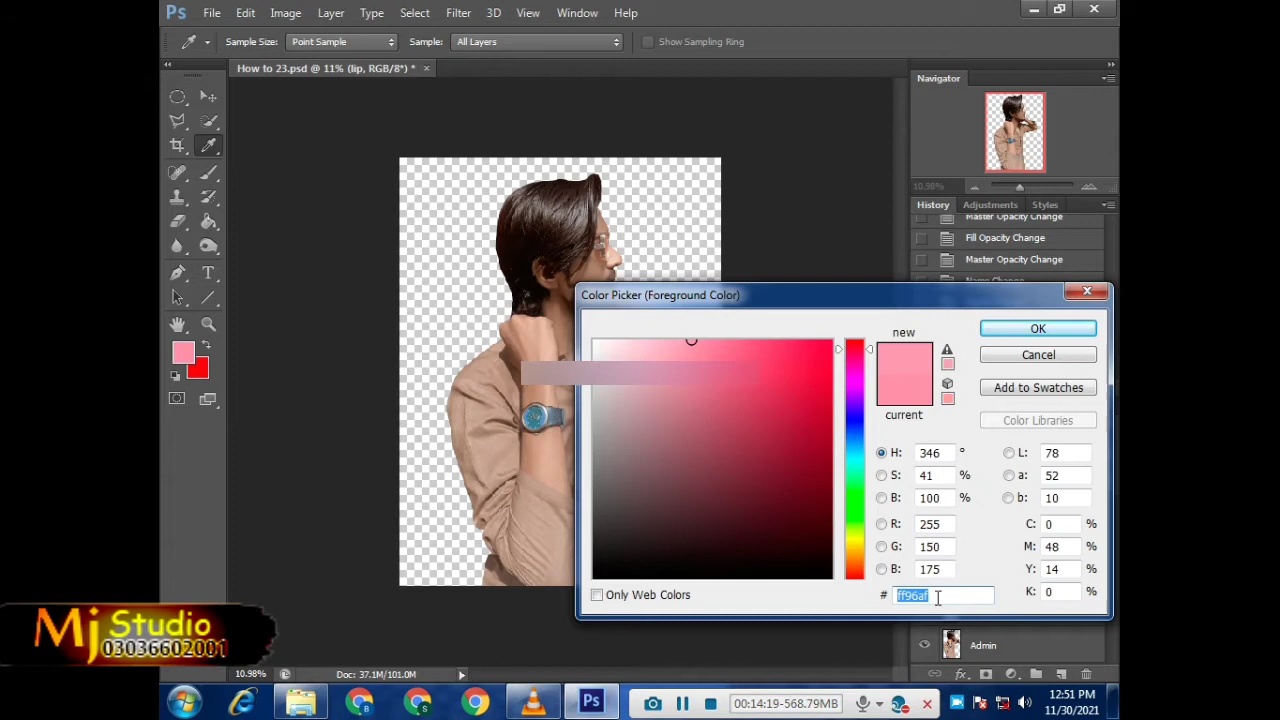 Ps File Edit Image Layer Type Select Filter 3D View Window Help
Sample Size: Point Sample Sample: All Layers Show Sampling Ring
How to 23.psd @ 11% (lip, RGB/8*) * ×
Navigator
10.98%
History Adjustments Styles
Master Opacity Change
Fill Opacity Change
Master Opacity Change
Name Change
Color Picker (Foreground Color)
new
current
OK
Cancel
Add to Swatches
Color Libraries
H: 346 ° L: 78
S: 41 % a: 52
B: 100 % b: 10
R: 255 C: 0 %
G: 150 M: 48 %
B: 175 Y: 14 %
# ff96af K: 0 %
Only Web Colors
Admin
fx
Mj Studio
03036602001
10.98% Doc: 37.1M/101.0M
Ps
00:14:19-568.79MB
12:51 PM
11/30/2021